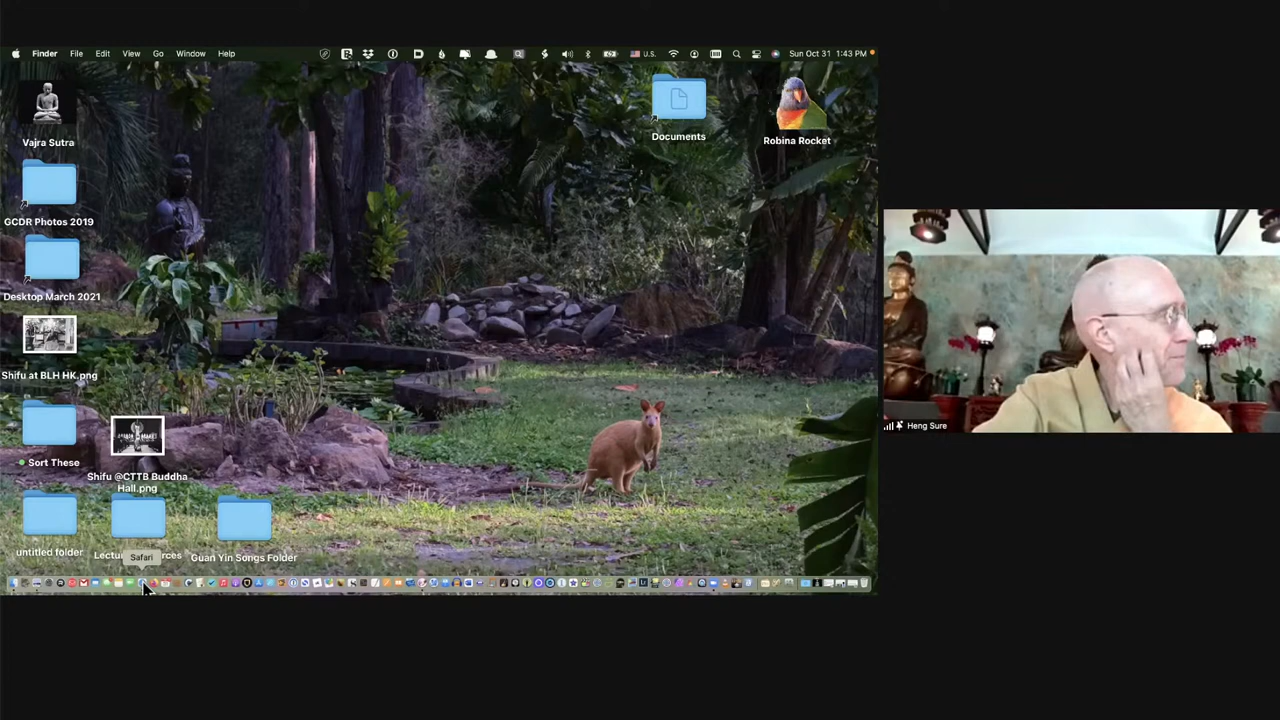 Finder File Edit View Go Window Help
U.S.
Sun Oct 31 1:43 PM
Vajra Sutra
Documents
Robina Rocket
GCDR Photos 2019
Desktop March 2021
Shifu at BLH HK.png
Heng Sure
Sort These
Shifu @CTTB Buddha
Hall.png
untitled folder
Guan Yin Songs Folder
Safari